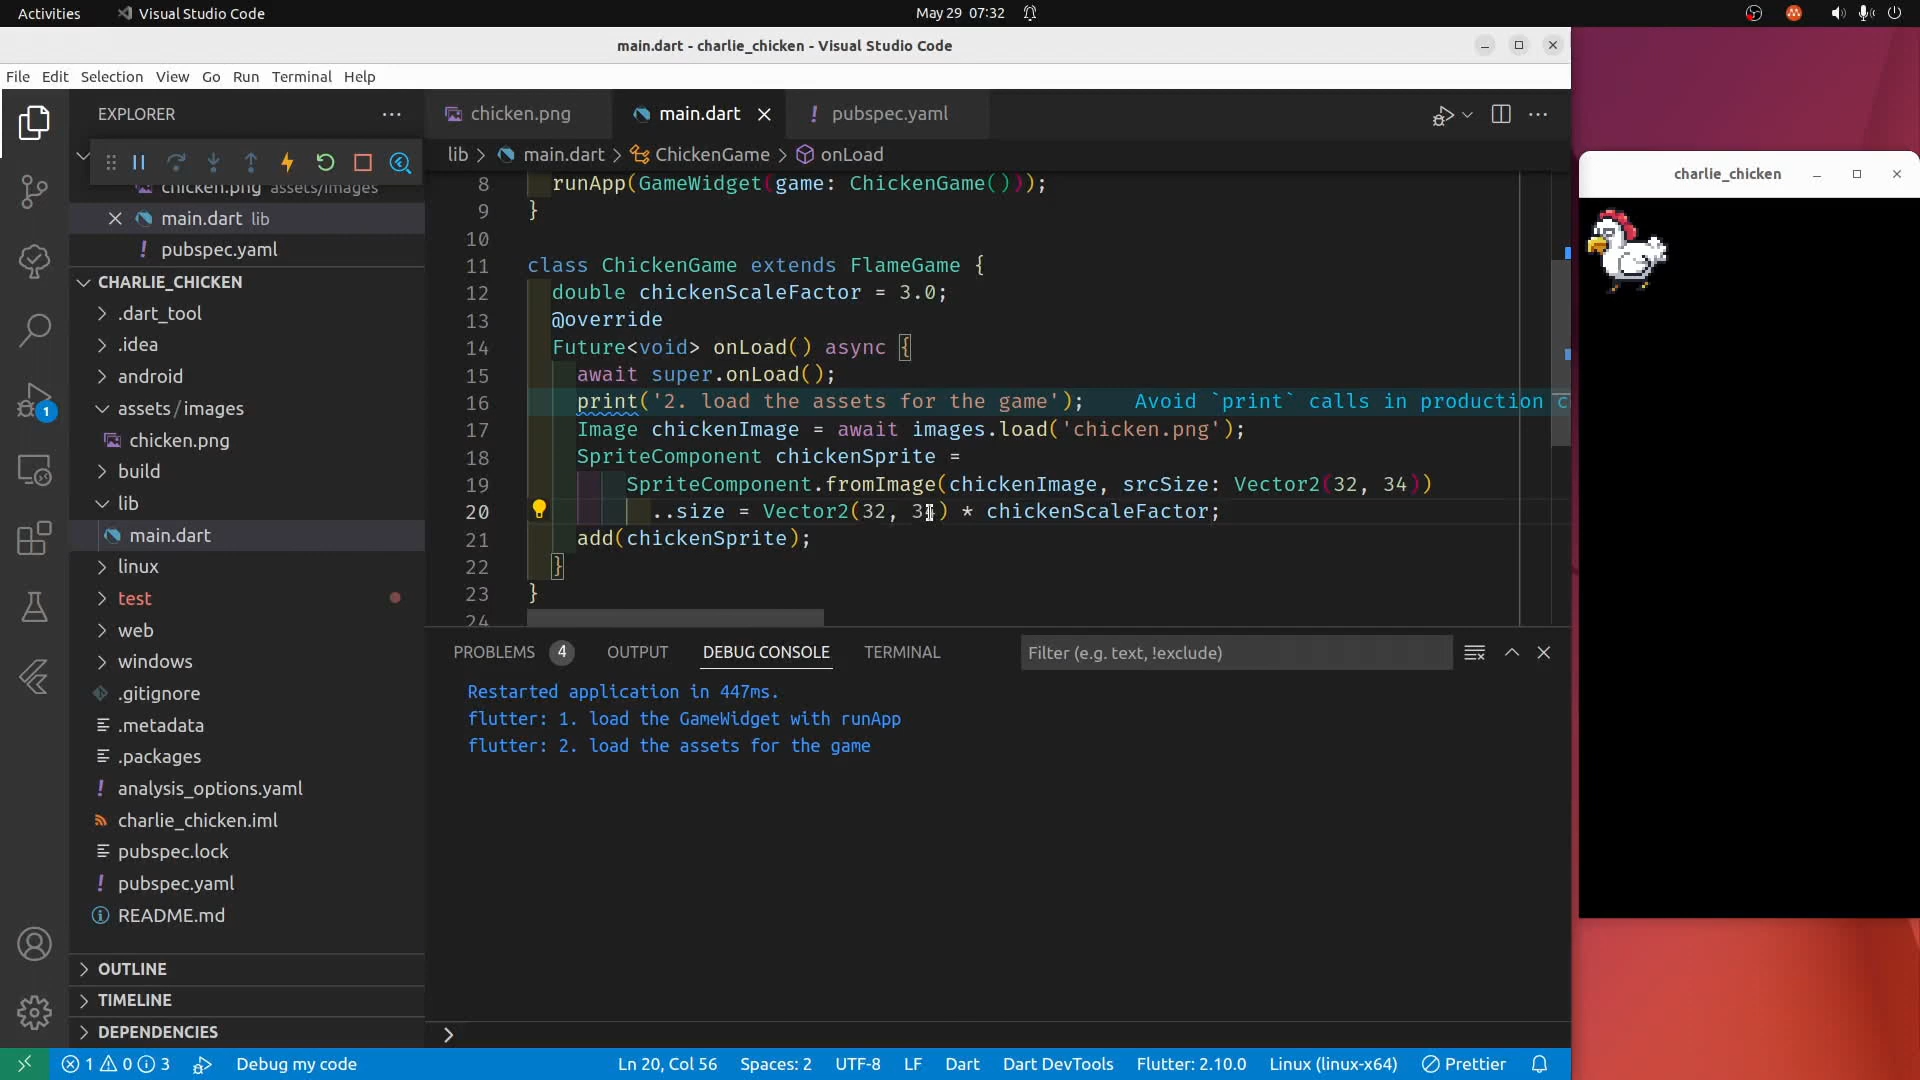 Activities
Visual Studio Code
May 29 07:32
main.dart - charlie_chicken - Visual Studio Code
File Edit Selection View Go Run Terminal Help
EXPLORER
chicken.png
main.dart
! pubspec.yaml
lib > main.dart > ChickenGame > onLoad
chicken.png assets/images
main.dart lib
! pubspec.yaml
CHARLIE_CHICKEN
.dart_tool
.idea
android
assets/images
chicken.png
build
lib
main.dart
linux
test
web
windows
.gitignore
.metadata
.packages
! analysis_options.yaml
charlie_chicken.iml
pubspec.lock
! pubspec.yaml
README.md
OUTLINE
TIMELINE
DEPENDENCIES
1
8 runApp(GameWidget(game: ChickenGame()));
9 }
10
11 class ChickenGame extends FlameGame {
12 double chickenScaleFactor = 3.0;
13 @override
14 Future<void> onLoad() async {
15 await super.onLoad();
16 print('2. load the assets for the game'); Avoid `print` calls in production
17 Image chickenImage = await images.load('chicken.png');
18 SpriteComponent chickenSprite =
19 SpriteComponent.fromImage(chickenImage, srcSize: Vector2(32, 34))
20 ..size = Vector2(32, 34) * chickenScaleFactor;
21 add(chickenSprite);
22 }
23 }
24
PROBLEMS 4 OUTPUT DEBUG CONSOLE TERMINAL
Filter (e.g. text, !exclude)
Restarted application in 447ms.
flutter: 1. load the GameWidget with runApp
flutter: 2. load the assets for the game
1 0 3 Debug my code
Ln 20, Col 56 Spaces: 2 UTF-8 LF Dart Dart DevTools Flutter: 2.10.0 Linux (linux-x64) Prettier
charlie_chicken